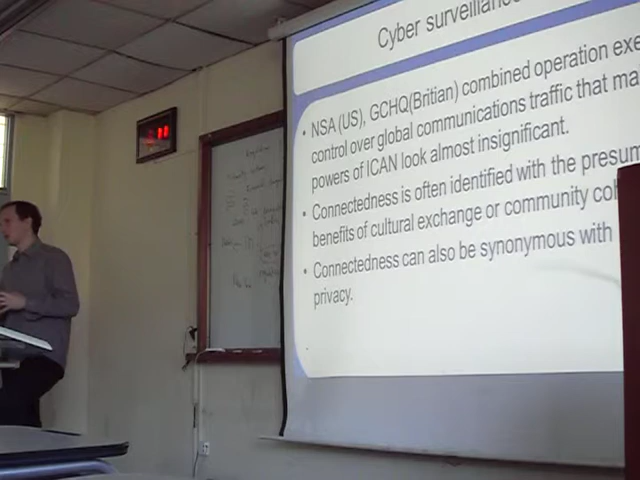 Cyber surveillance
• NSA (US), GCHQ(Britian) combined operation exe
control over global communications traffic that ma
powers of ICAN look almost insignificant.
• Connectedness is often identified with the presum
benefits of cultural exchange or community col
• Connectedness can also be synonymous with
privacy.